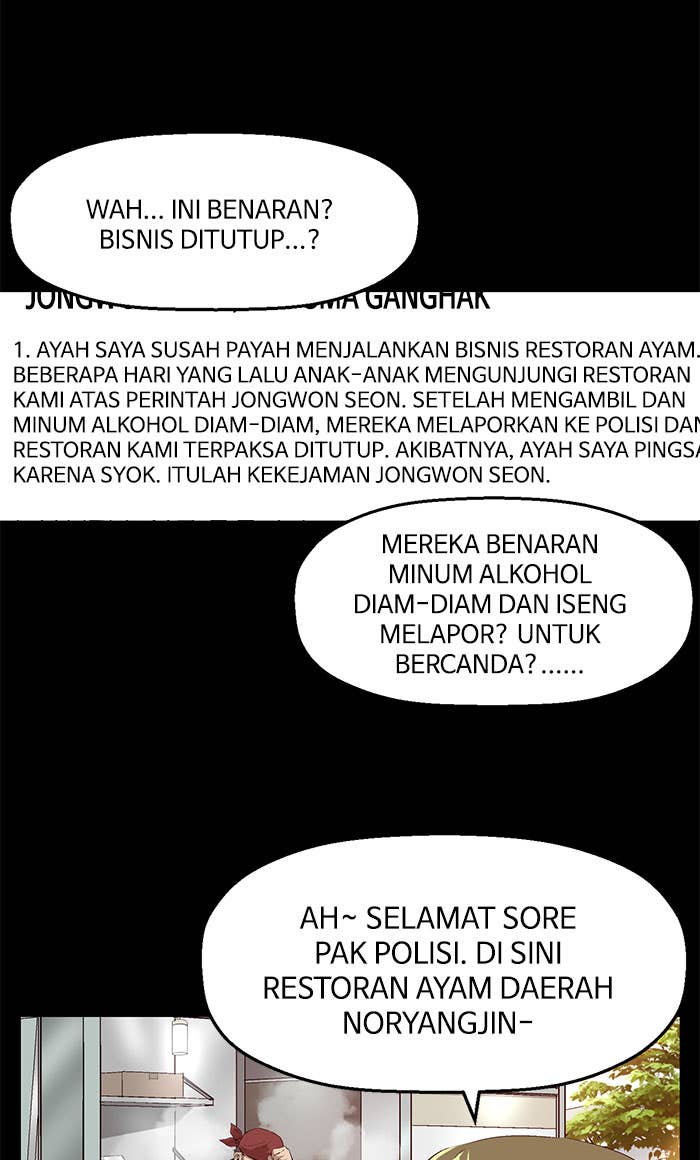 WAH... INI BENARAN?
BISNIS DITUTUP...?
GANGHAK
1. AYAH SAYA SUSAH PAYAH MENJALANKAN BISNIS RESTORAN AYAM.
BEBERAPA HARI YANG LALU ANAK-ANAK MENGUNJUNGI RESTORAN
KAMI ATAS PERINTAH JONGWON SEON. SETELAH MENGAMBIL DAN
MINUM ALKOHOL DIAM-DIAM, MEREKA MELAPORKAN KE POLISI DAN
RESTORAN KAMI TERPAKSA DITUTUP. AKIBATNYA, AYAH SAYA PINGSA
KARENA SYOK. ITULAH KEKEJAMAN JONGWON SEON.
MEREKA BENARAN
MINUM ALKOHOL
DIAM-DIAM DAN ISENG
MELAPOR? UNTUK
BERCANDA?......
AH~ SELAMAT SORE
PAK POLISI. DI SINI
RESTORAN AYAM DAERAH
NORYANGJIN-